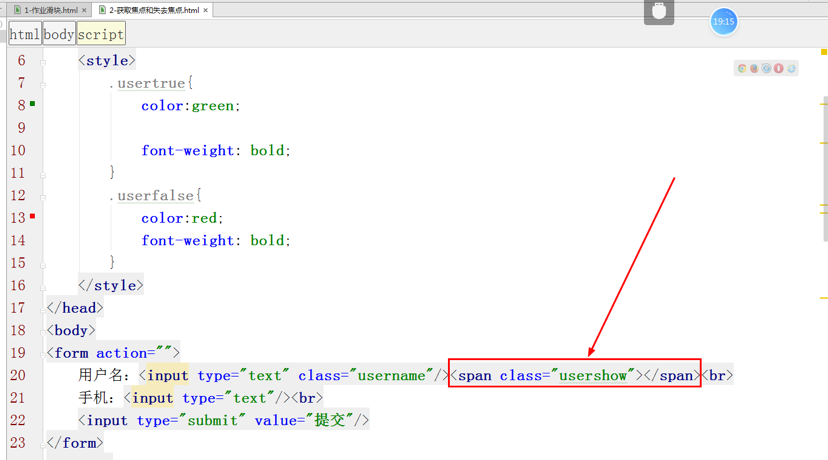 1-作业滑块.html
2-获取焦点和失去焦点.html
19:15
html body script
6 <style>
7 .usertrue{
8 color:green;
9
10 font-weight: bold;
11 }
12 .userfalse{
13 color:red;
14 font-weight: bold;
15 }
16 </style>
17 </head>
18 <body>
19 <form action="">
20 用户名：<input type="text" class="username"/><span class="usershow"></span><br>
21 手机：<input type="text"/><br>
22 <input type="submit" value="提交"/>
23 </form>